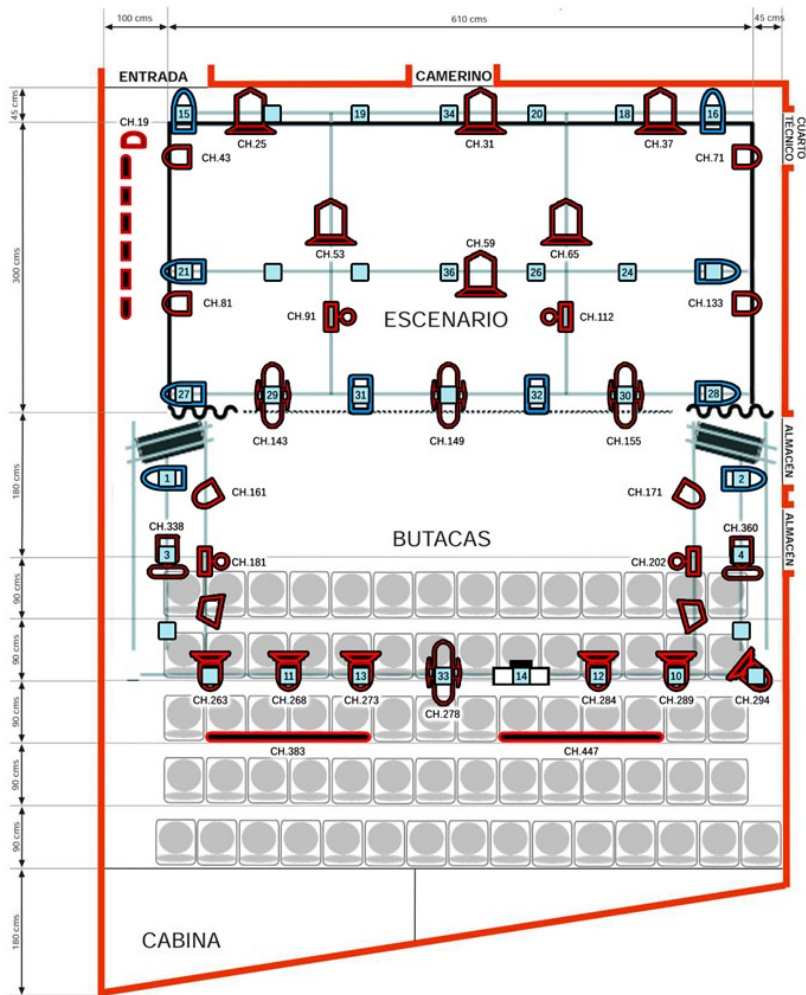 100 cms
610 cms
45 cm
ENTRADA
CAMERINO
45 cms
CH.19
15
19
34
20
18
16
CH.25
CH.31
CH.37
CUARTO
TÉCNICO
CH.43
CH.71
CH.53
CH.59
CH.65
300 cms
21
36
26
24
CH.81
CH.91
ESCENARIO
CH.112
CH.133
27
29
31
32
30
28
CH.143
CH.149
CH.155
180 cms
ALMACÉN
1
CH.161
CH.171
2
CH.338
BUTACAS
CH.360
ALMACÉN
3
CH.181
CH.202
4
90 cms
90 cms
11
13
33
14
12
10
CH.263
CH.268
CH.273
CH.278
CH.284
CH.289
CH.294
90 cms
CH.383
CH.447
90 cms
90 cms
180 cms
CABINA